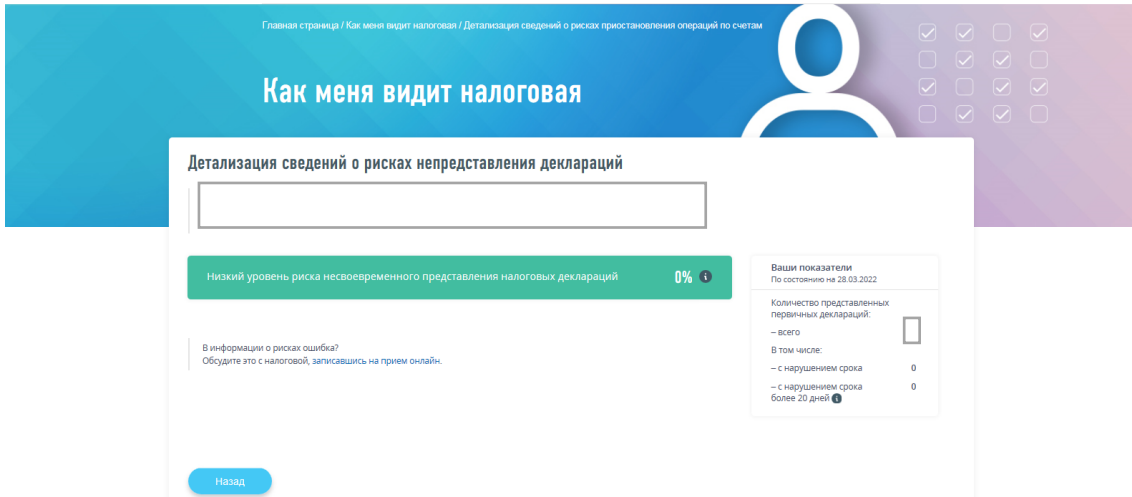 Главная страница / Как меня видит налоговая / Детализация сведений о рисках приостановления операций по счетам
Как меня видит налоговая
Детализация сведений о рисках непредставления деклараций
Низкий уровень риска несвоевременного представления налоговых деклараций 0%
В информации о рисках ошибка?
Обсудите это с налоговой, записавшись на прием онлайн.
Ваши показатели
По состоянию на 28.03.2022
Количество представленных
первичных деклараций:
– всего
В том числе:
– с нарушением срока 0
– с нарушением срока 0
более 20 дней
Назад